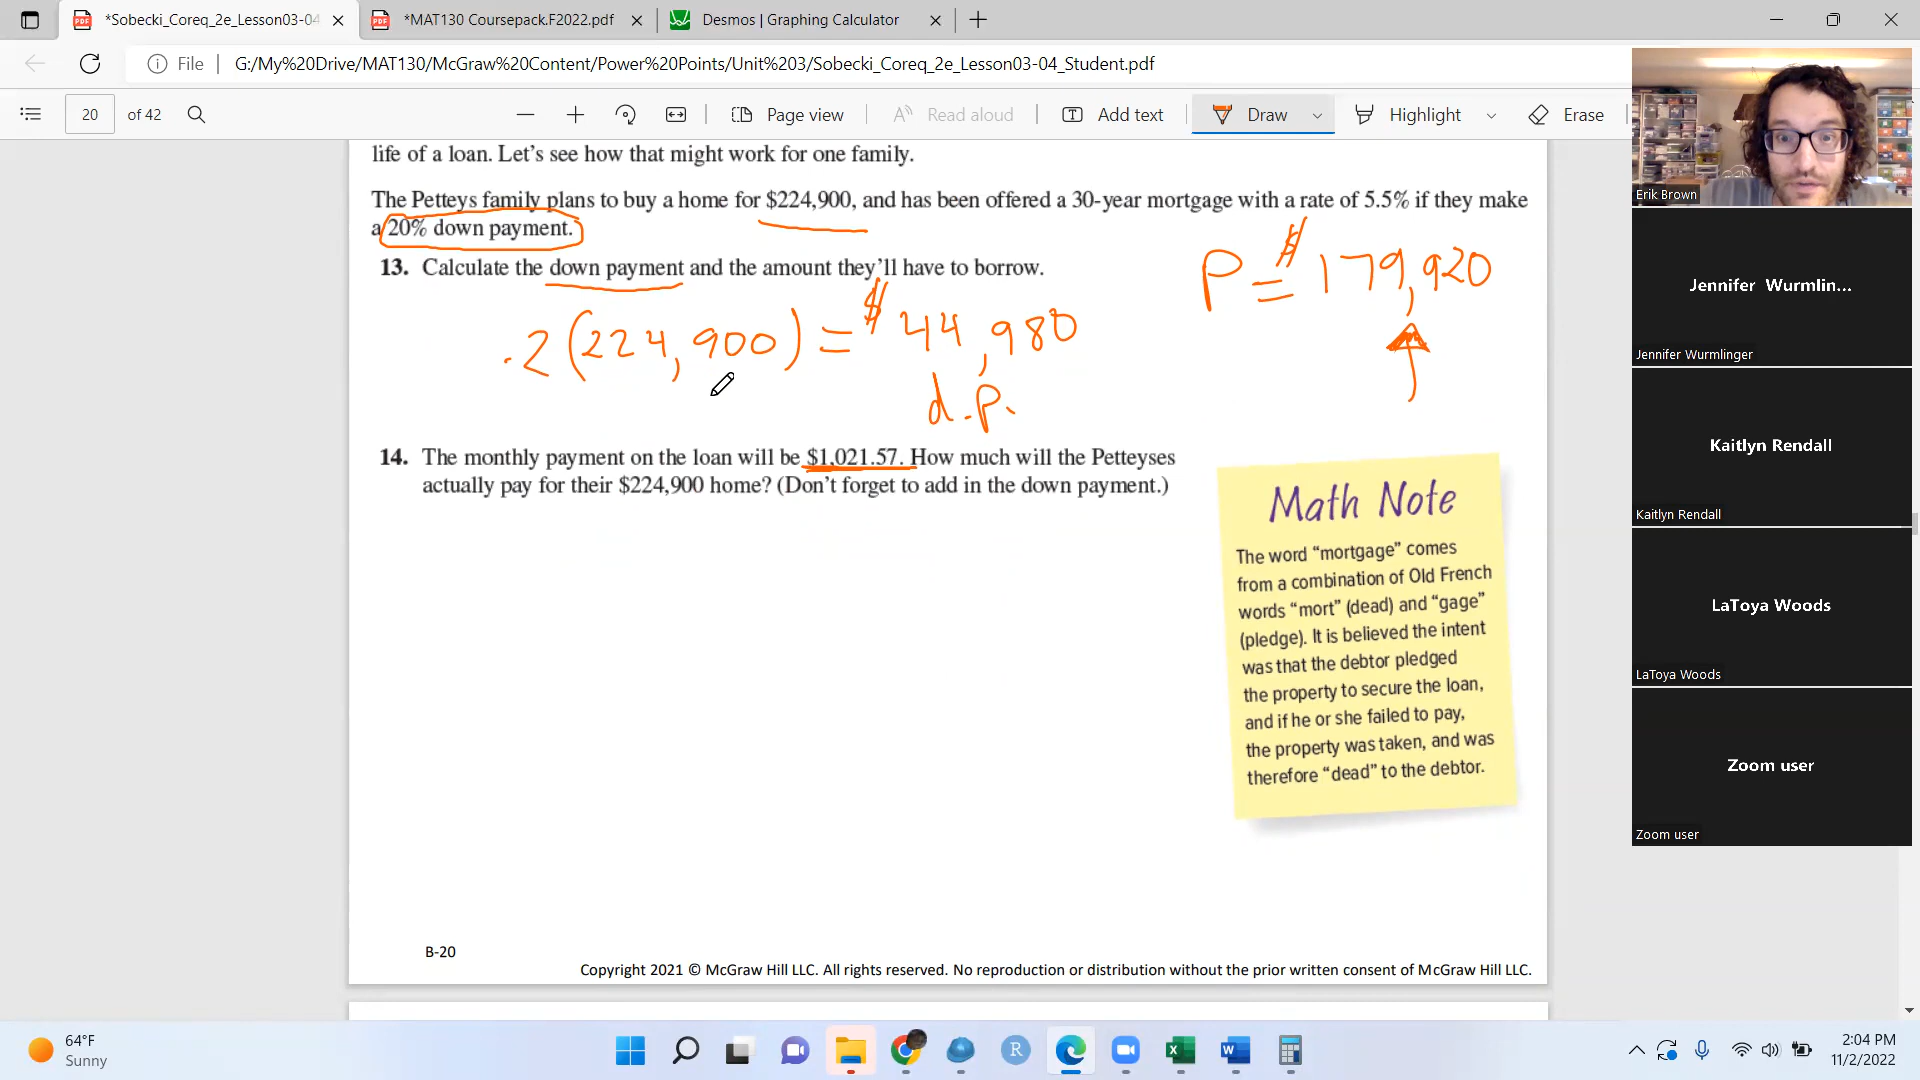 *Sobecki_Coreq_2e_Lesson03-04
*MAT130 Coursepack.F2022.pdf
Desmos | Graphing Calculator
File
G:/My%20Drive/MAT130/McGraw%20Content/Power%20Points/Unit%203/Sobecki_Coreq_2e_Lesson03-04_Student.pdf
20 of 42
Page view
Read aloud
Add text
Draw
Highlight
Erase
life of a loan. Let's see how that might work for one family.
The Petteys family plans to buy a home for $224,900, and has been offered a 30-year mortgage with a rate of 5.5% if they make
a 20% down payment.
13. Calculate the down payment and the amount they'll have to borrow.
P = $179,920
.2(224,900) = $44,980
d.p.
14. The monthly payment on the loan will be $1,021.57. How much will the Petteyses
actually pay for their $224,900 home? (Don't forget to add in the down payment.)
Math Note
The word “mortgage” comes
from a combination of Old French
words “mort” (dead) and “gage”
(pledge). It is believed the intent
was that the debtor pledged
the property to secure the loan,
and if he or she failed to pay,
the property was taken, and was
therefore “dead” to the debtor.
B-20
Copyright 2021 © McGraw Hill LLC. All rights reserved. No reproduction or distribution without the prior written consent of McGraw Hill LLC.
Erik Brown
Jennifer Wurmlin...
Jennifer Wurmlinger
Kaitlyn Rendall
Kaitlyn Rendall
LaToya Woods
LaToya Woods
Zoom user
Zoom user
64°F
Sunny
2:04 PM
11/2/2022